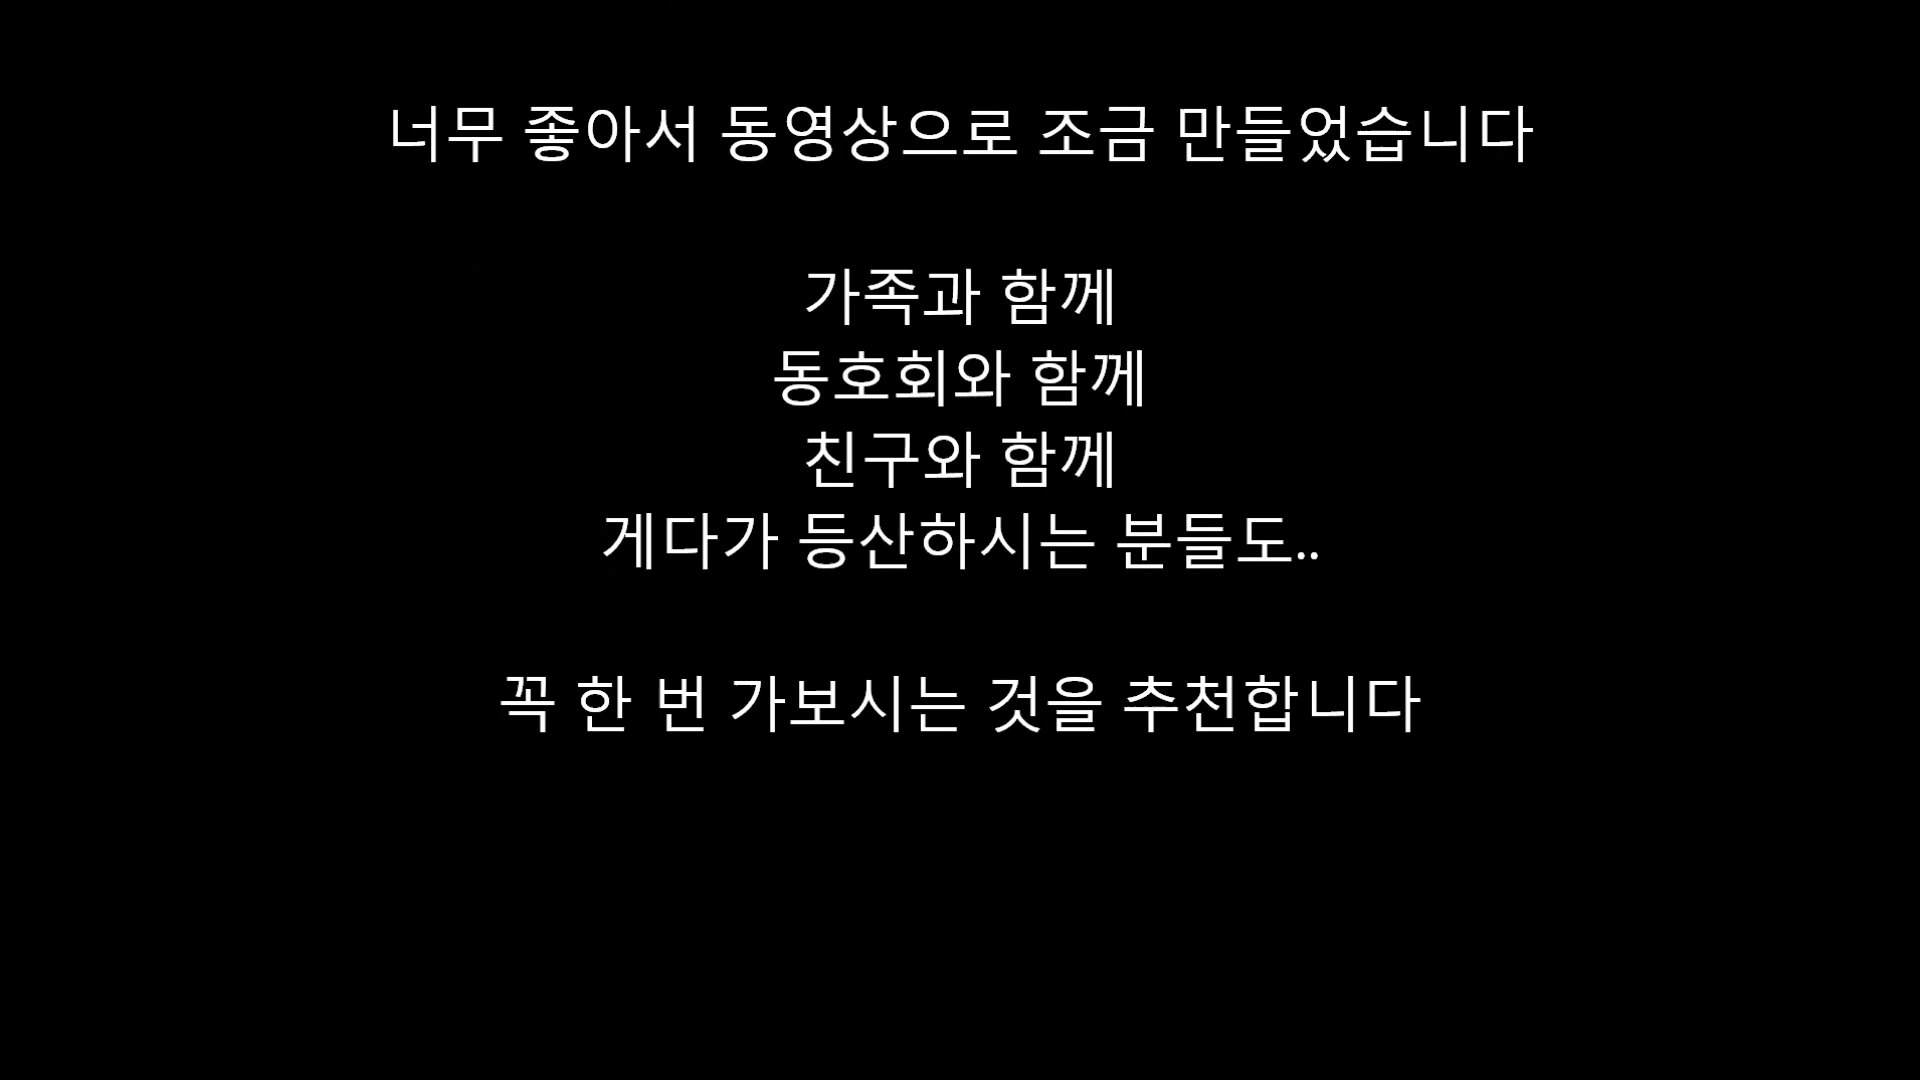 너무 좋아서 동영상으로 조금 만들었습니다
가족과 함께
동호회와 함께
친구와 함께
게다가 등산하시는 분들도..
꼭 한 번 가보시는 것을 추천합니다